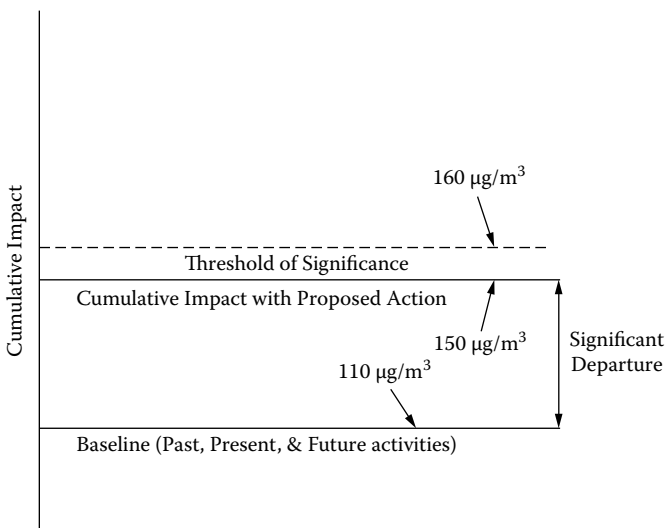 160 µg/m³
Threshold of Significance
Cumulative Impact with Proposed Action
150 µg/m³
110 µg/m³
Baseline (Past, Present, & Future activities)
Significant
Departure
Cumulative Impact